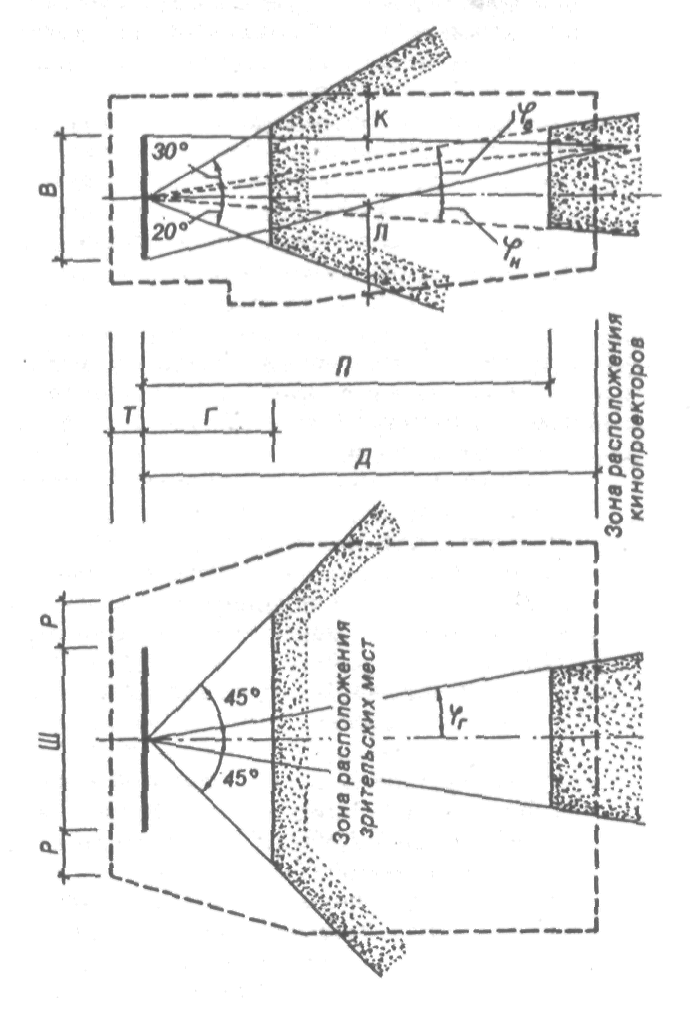 30°
20°
В
К
Л
φв
φн
П
Т
Г
Д
Зона расположения
кинопроекторов
Р
Ш
Р
45°
45°
φг
Зона расположения
зрительских мест